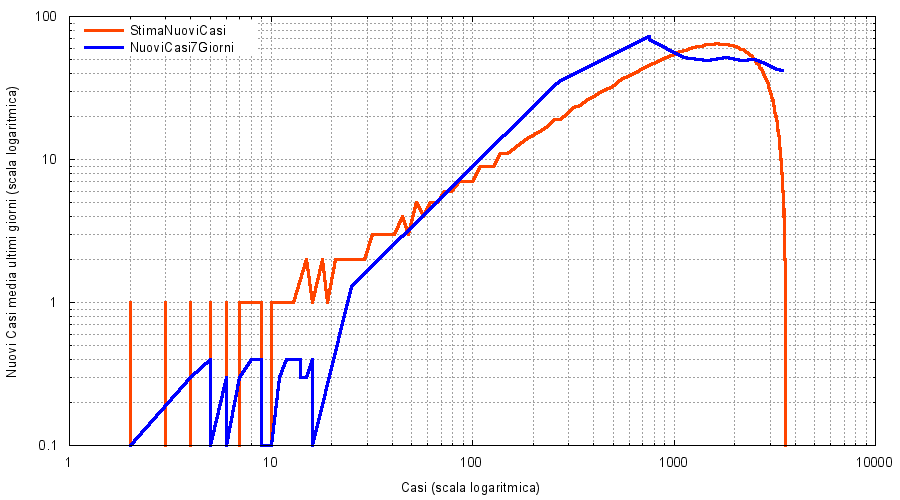 100
StimaNuoviCasi
NuoviCasi7Giorni
10
1
0.1
Nuovi Casi media ultimi giorni (scala logaritmica)
1
10
100
1000
10000
Casi (scala logaritmica)